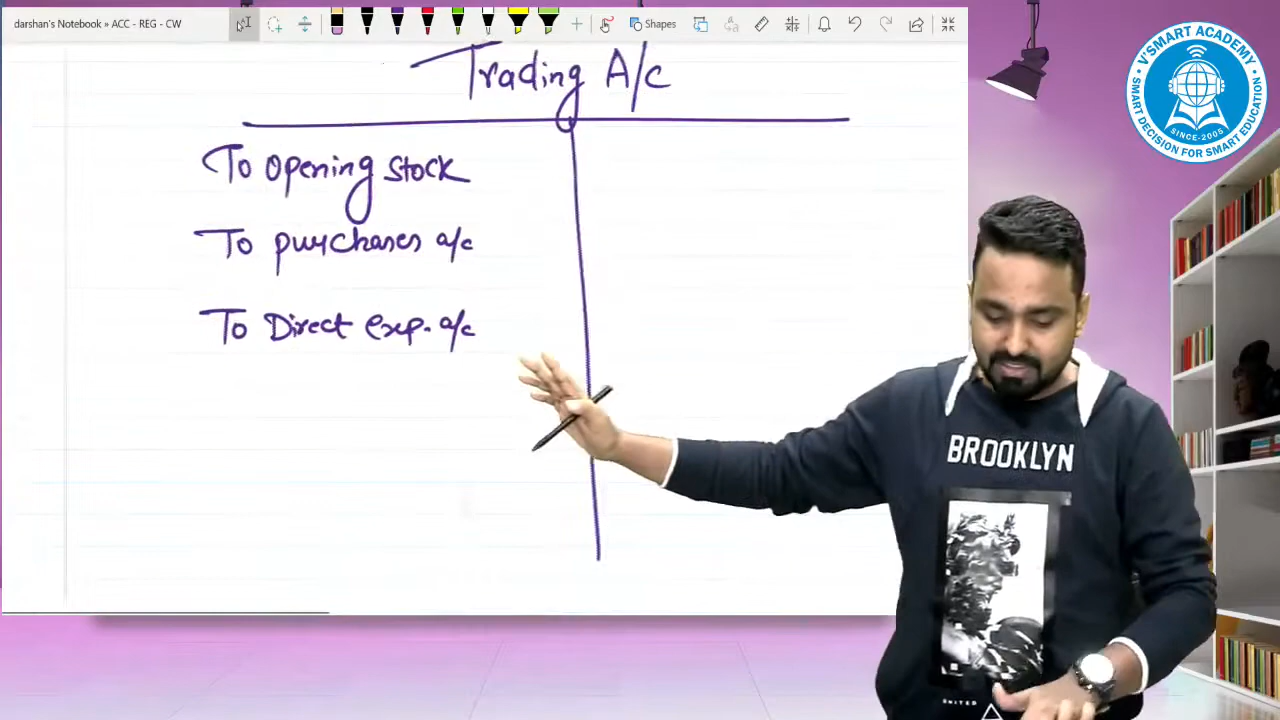 darshan's Notebook » ACC - REG - CW
Shapes
Trading A/c
To Opening stock
To purchases a/c
To Direct exp. a/c
V'SMART ACADEMY
SINCE-2005
SMART DECISION FOR SMART EDUCATION
BROOKLYN
UNITED